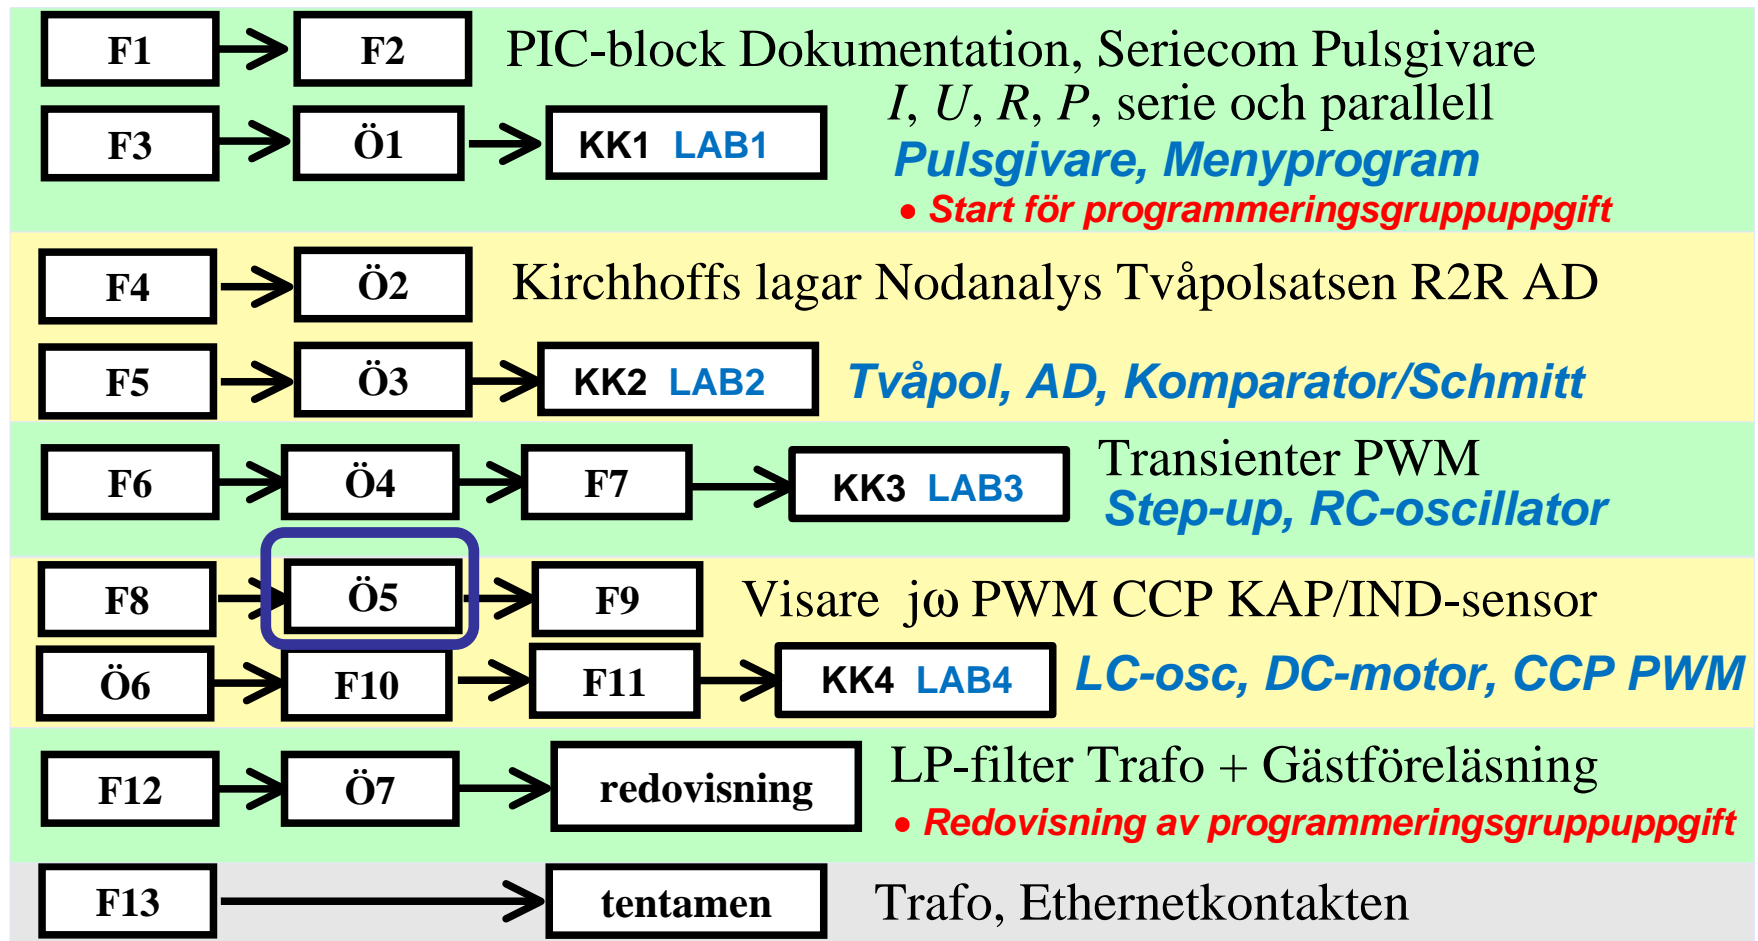 F1 F2 PIC-block Dokumentation, Seriecom Pulsgivare
I, U, R, P, serie och parallell
F3 Ö1 KK1 LAB1 Pulsgivare, Menyprogram
• Start för programmeringsgruppuppgift
F4 Ö2 Kirchhoffs lagar Nodanalys Tvåpolsatsen R2R AD
F5 Ö3 KK2 LAB2 Tvåpol, AD, Komparator/Schmitt
F6 Ö4 F7 KK3 LAB3 Transienter PWM
Step-up, RC-oscillator
F8 Ö5 F9 Visare jω PWM CCP KAP/IND-sensor
Ö6 F10 F11 KK4 LAB4 LC-osc, DC-motor, CCP PWM
F12 Ö7 redovisning LP-filter Trafo + Gästföreläsning
• Redovisning av programmeringsgruppuppgift
F13 tentamen Trafo, Ethernetkontakten